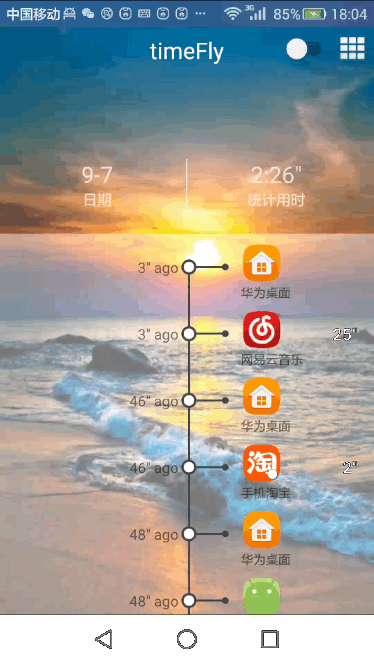 中国移动 3G 85% 18:04
timeFly
9-7 2:26"
日期 统计用时
3" ago
华为桌面
3" ago 25"
网易云音乐
46" ago
华为桌面
46" ago 淘 2"
手机淘宝
48" ago
华为桌面
48" ago